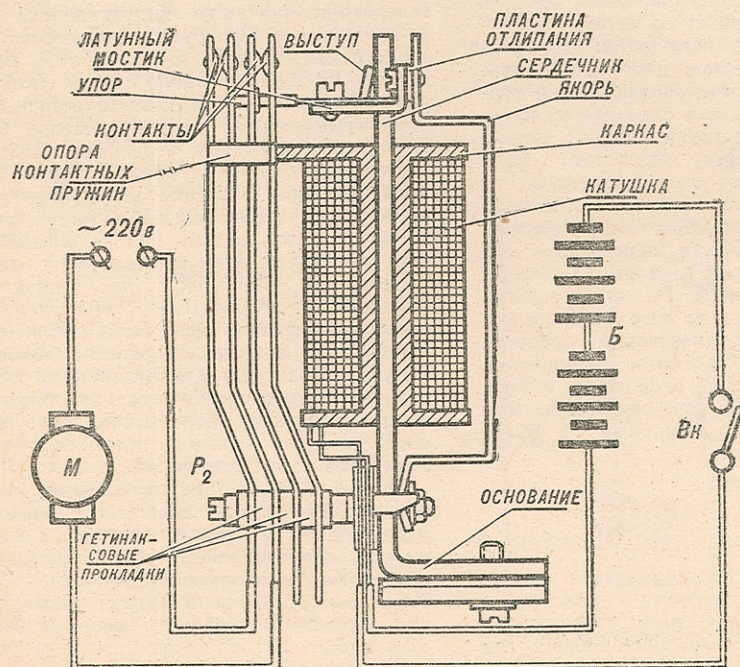 ЛАТУННЫЙ
МОСТИК
ВЫСТУП
ПЛАСТИНА
ОТЛИПАНИЯ
УПОР
СЕРДЕЧНИК
ЯКОРЬ
КОНТАКТЫ
КАРКАС
ОПОРА
КОНТАКТНЫХ
ПРУЖИН
КАТУШКА
~220в
Б
Вк
М
Р2
ОСНОВАНИЕ
ГЕТИНАК-
СОВЫЕ
ПРОКЛАДКИ